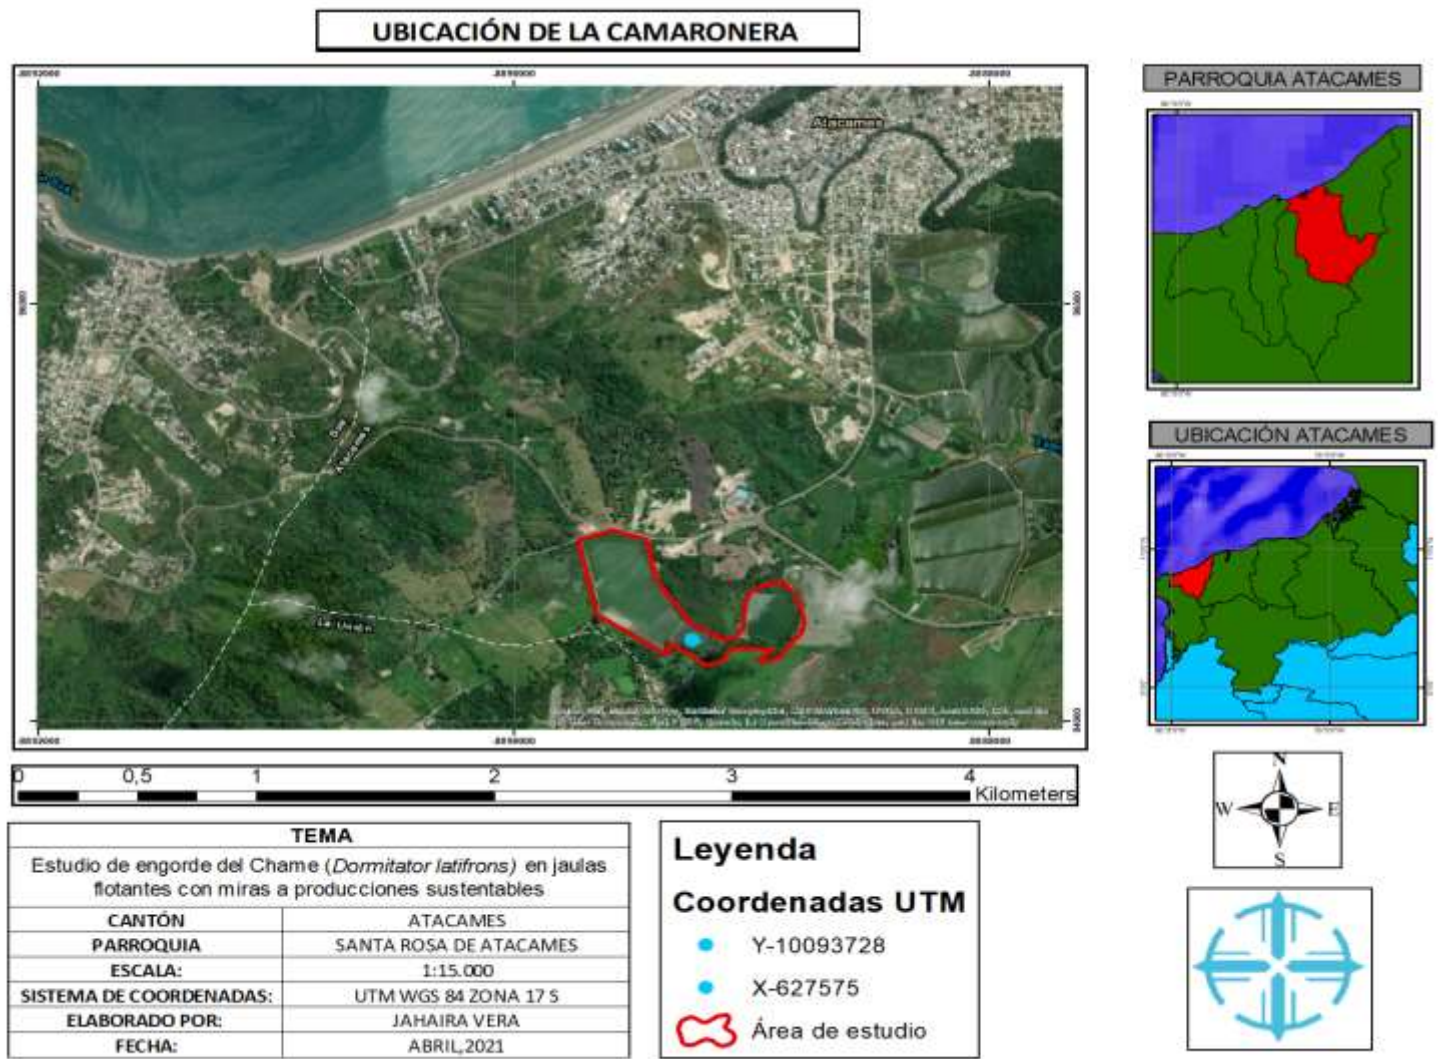 UBICACIÓN DE LA CAMARONERA
Atacames
La Unión
0 0,5 1 2 3 4
Kilometers
PARROQUIA ATACAMES
UBICACIÓN ATACAMES
N
W E
S
TEMA
Estudio de engorde del Chame (Dormitator latifrons) en jaulas
flotantes con miras a producciones sustentables
CANTÓN ATACAMES
PARROQUIA SANTA ROSA DE ATACAMES
ESCALA: 1:15.000
SISTEMA DE COORDENADAS: UTM WGS 84 ZONA 17 S
ELABORADO POR: JAHAIRA VERA
FECHA: ABRIL,2021
Leyenda
Coordenadas UTM
Y-10093728
X-627575
Área de estudio